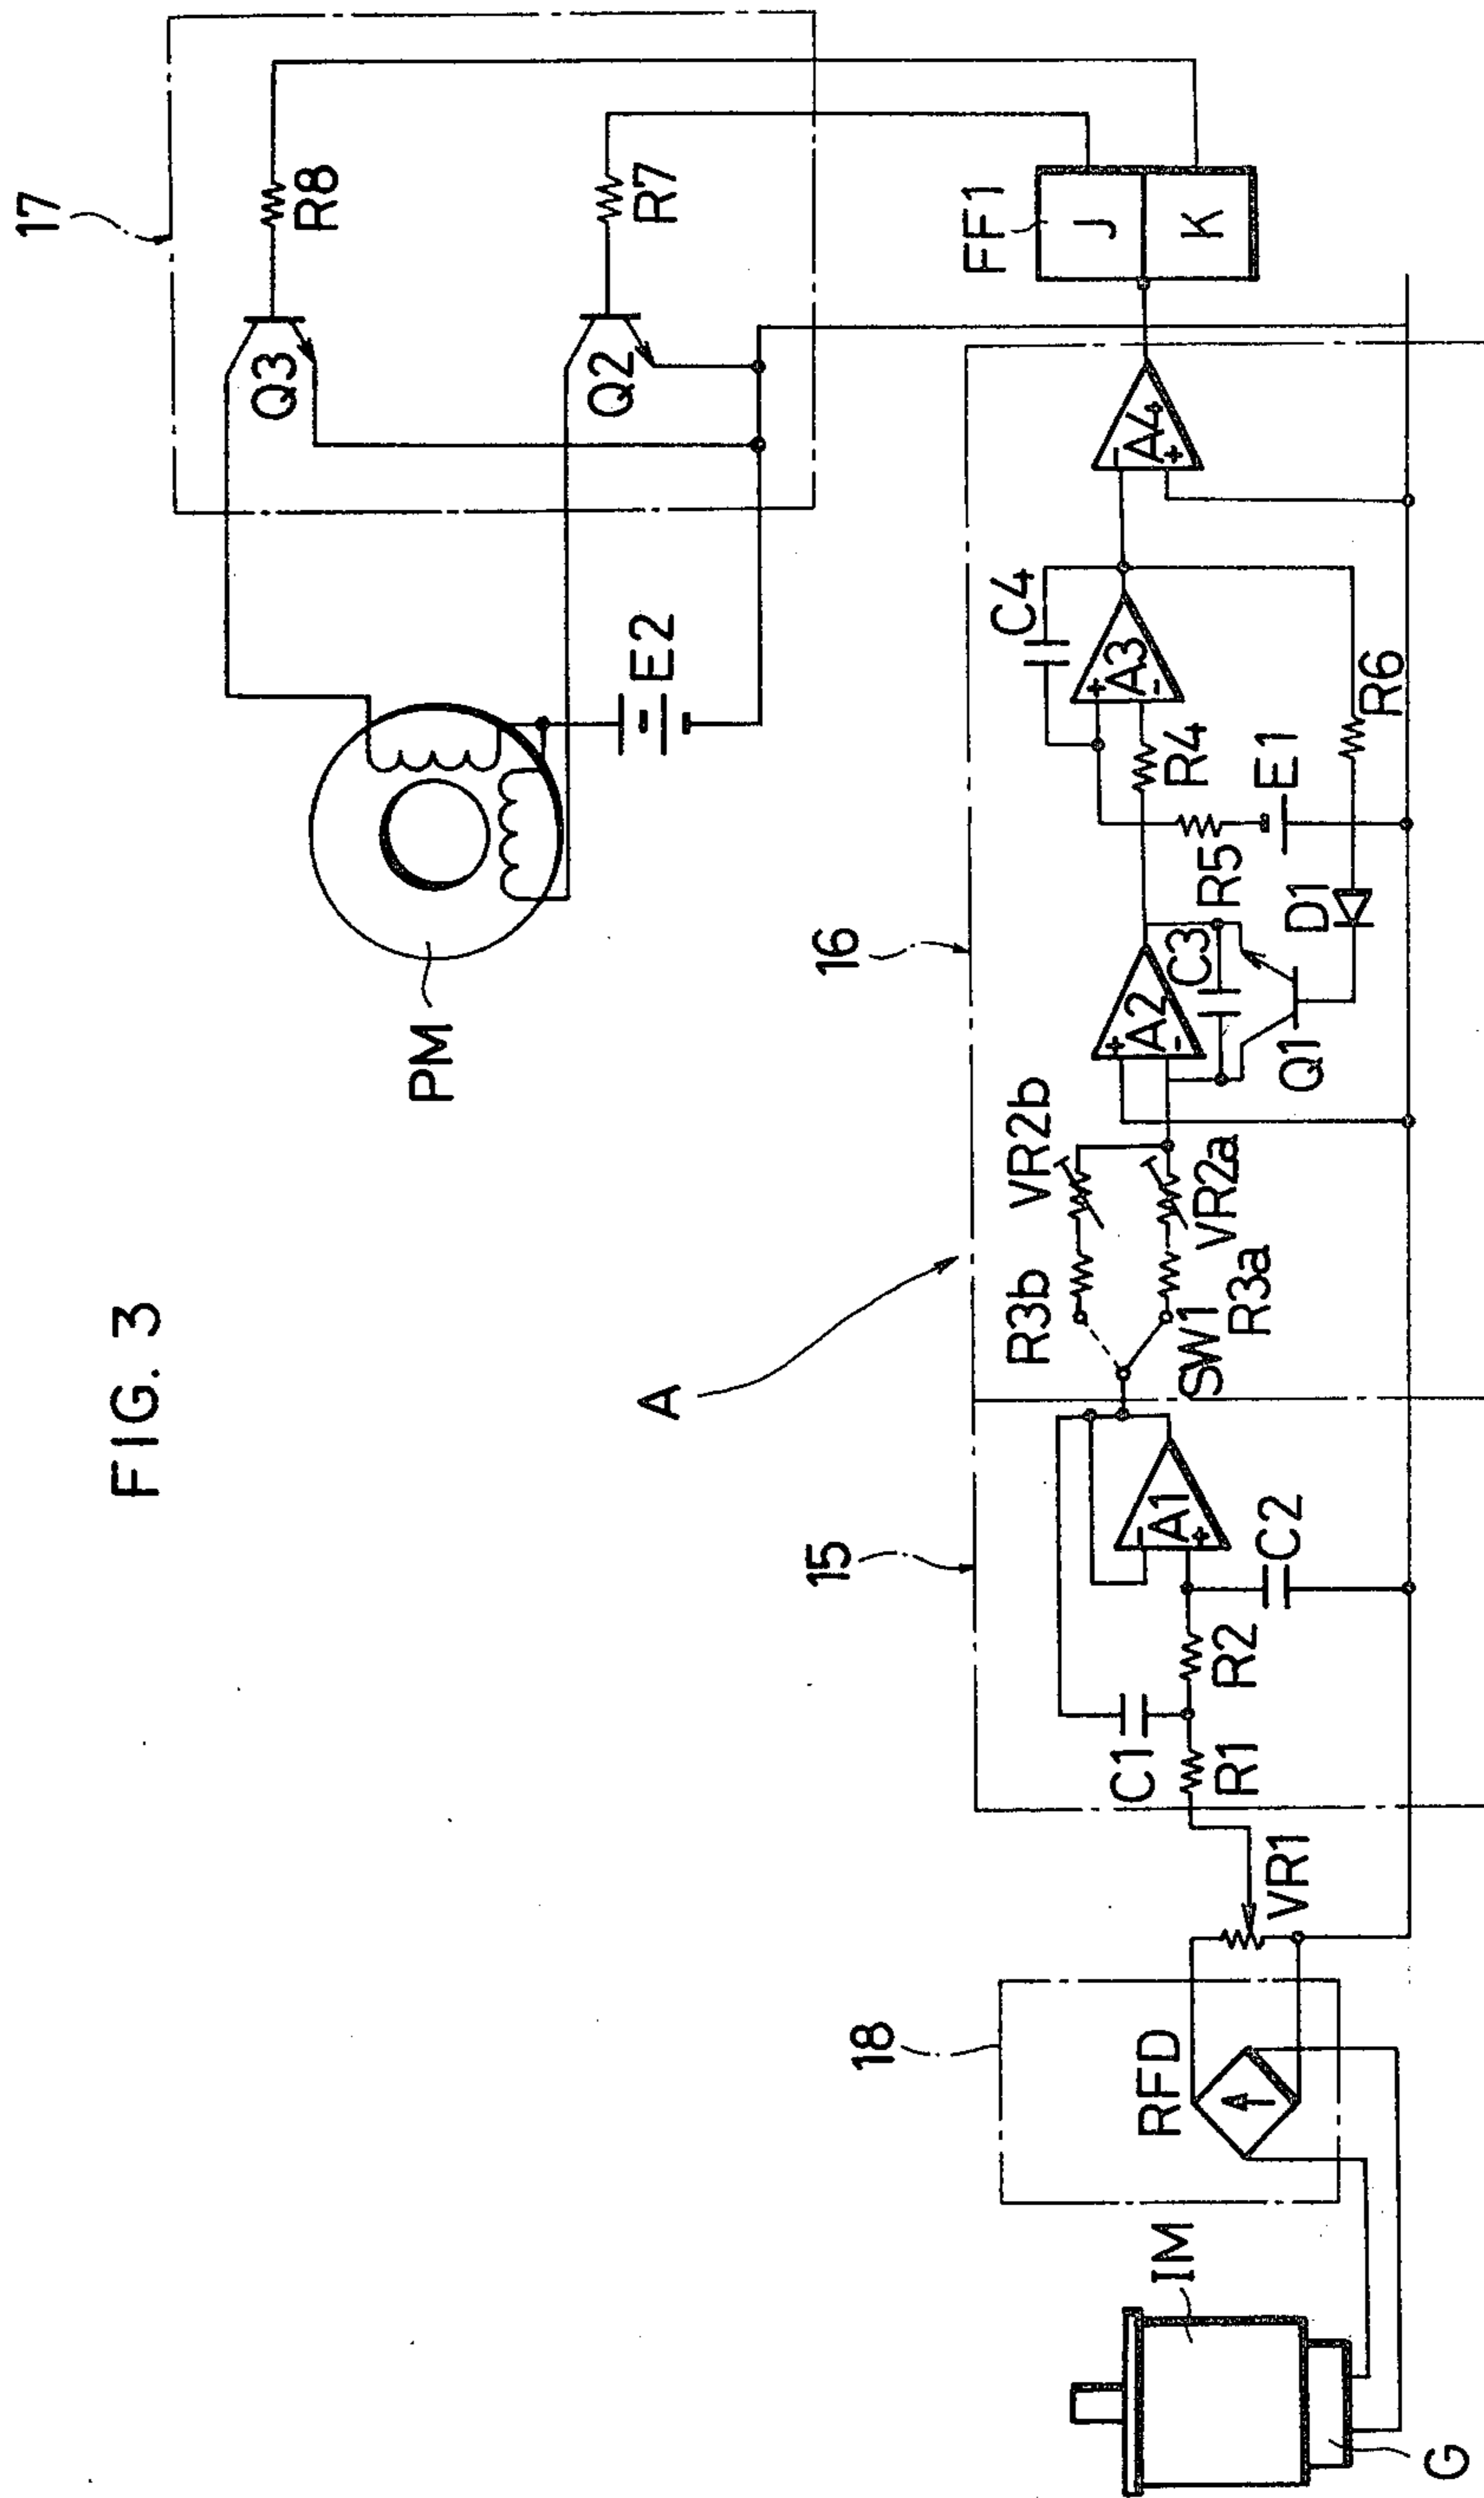 FIG. 3
17
R8
Q3
R7
Q2
E2
PM
A
FF1
J
K
16
A4
- +
C4
A3
+ -
R4
R5
E1
R6
D1
C3
A2
+ -
Q1
VR2b
VR2a
R3b
R3a
SW1
15
A1
- +
C2
C1
R2
R1
VR1
18
RFD
IM
G